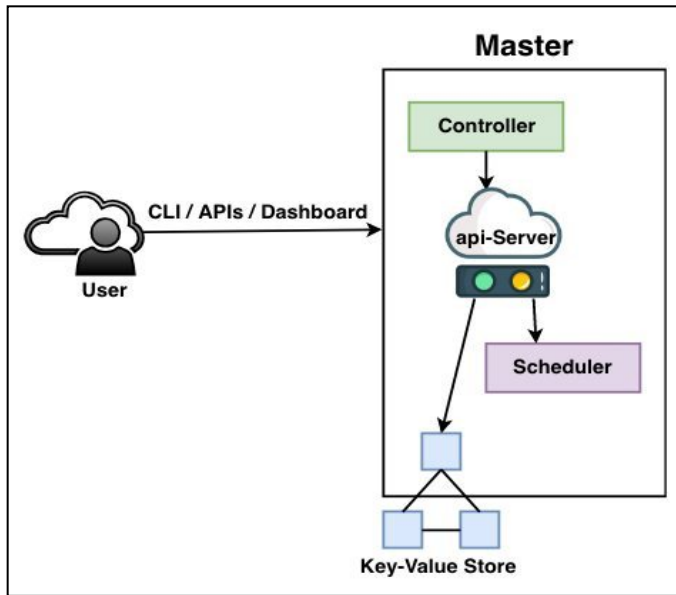 Master
Controller
CLI / APIs / Dashboard
api-Server
User
Scheduler
Key-Value Store